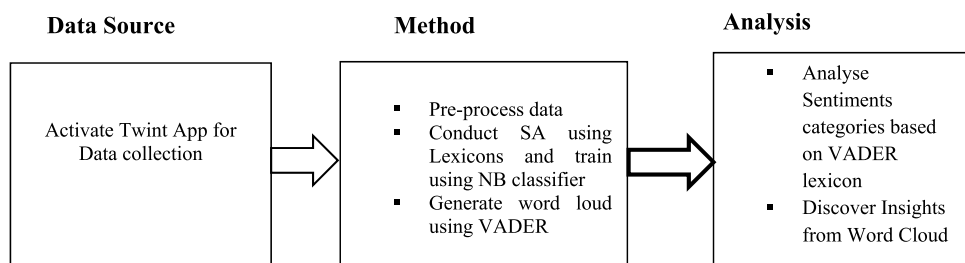 Data Source
Activate Twint App for
Data collection
Method
▪ Pre-process data
▪ Conduct SA using
Lexicons and train
using NB classifier
▪ Generate word loud
using VADER
Analysis
▪ Analyse
Sentiments
categories based
on VADER
lexicon
▪ Discover Insights
from Word Cloud